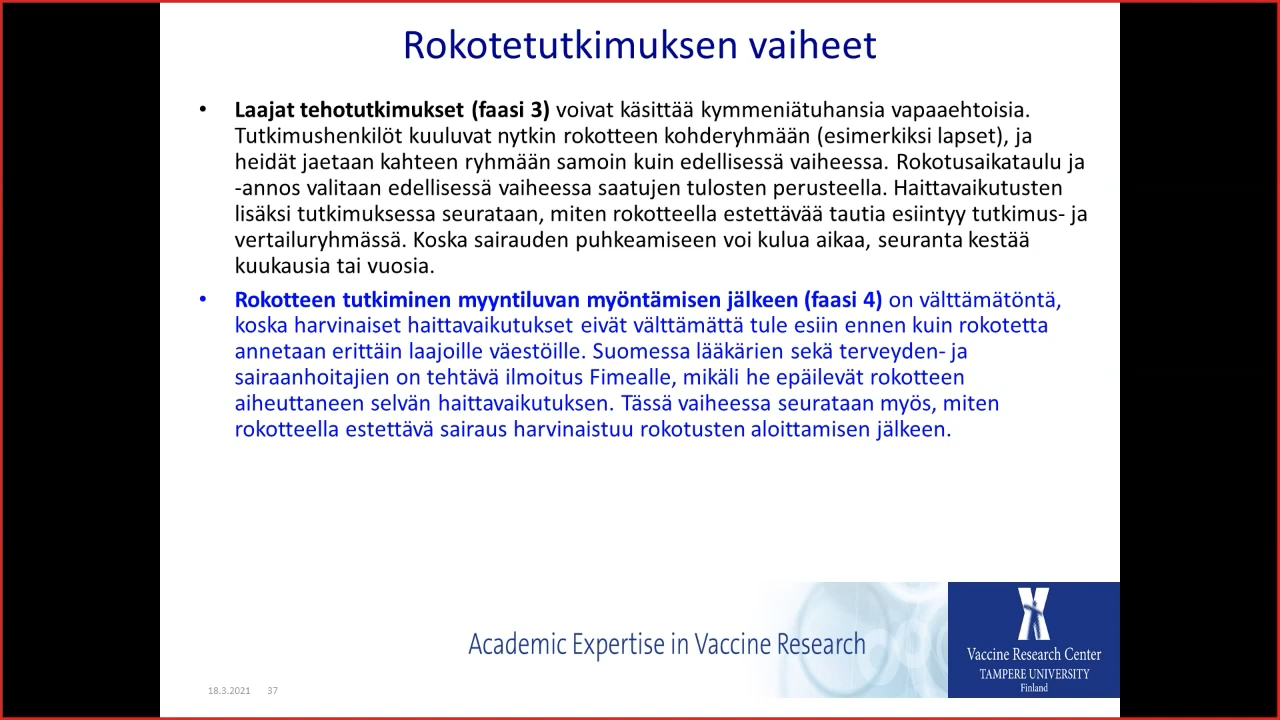 Rokotetutkimuksen vaiheet
• Laajat tehotutkimukset (faasi 3) voivat käsittää kymmeniätuhansia vapaaehtoisia.
Tutkimushenkilöt kuuluvat nytkin rokotteen kohderyhmään (esimerkiksi lapset), ja
heidät jaetaan kahteen ryhmään samoin kuin edellisessä vaiheessa. Rokotusaikataulu ja
-annos valitaan edellisessä vaiheessa saatujen tulosten perusteella. Haittavaikutusten
lisäksi tutkimuksessa seurataan, miten rokotteella estettävää tautia esiintyy tutkimus- ja
vertailuryhmässä. Koska sairauden puhkeamiseen voi kulua aikaa, seuranta kestää
kuukausia tai vuosia.
• Rokotteen tutkiminen myyntiluvan myöntämisen jälkeen (faasi 4) on välttämätöntä,
koska harvinaiset haittavaikutukset eivät välttämättä tule esiin ennen kuin rokotetta
annetaan erittäin laajoille väestöille. Suomessa lääkärien sekä terveyden- ja
sairaanhoitajien on tehtävä ilmoitus Fimealle, mikäli he epäilevät rokotteen
aiheuttaneen selvän haittavaikutuksen. Tässä vaiheessa seurataan myös, miten
rokotteella estettävä sairaus harvinaistuu rokotusten aloittamisen jälkeen.
Academic Expertise in Vaccine Research
Vaccine Research Center
TAMPERE UNIVERSITY
Finland
18.3.2021 37